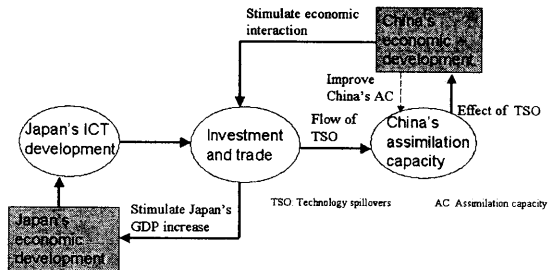 Stimulate economic
interaction
China's
economic
development
Improve
China's AC
Effect of TSO
Japan's ICT
development
Investment
and trade
Flow of
TSO
China's
assimilation
capacity
Stimulate Japan's
GDP increase
TSO: Technology spillovers
AC Assimilation capacity
Japan's
economic
development